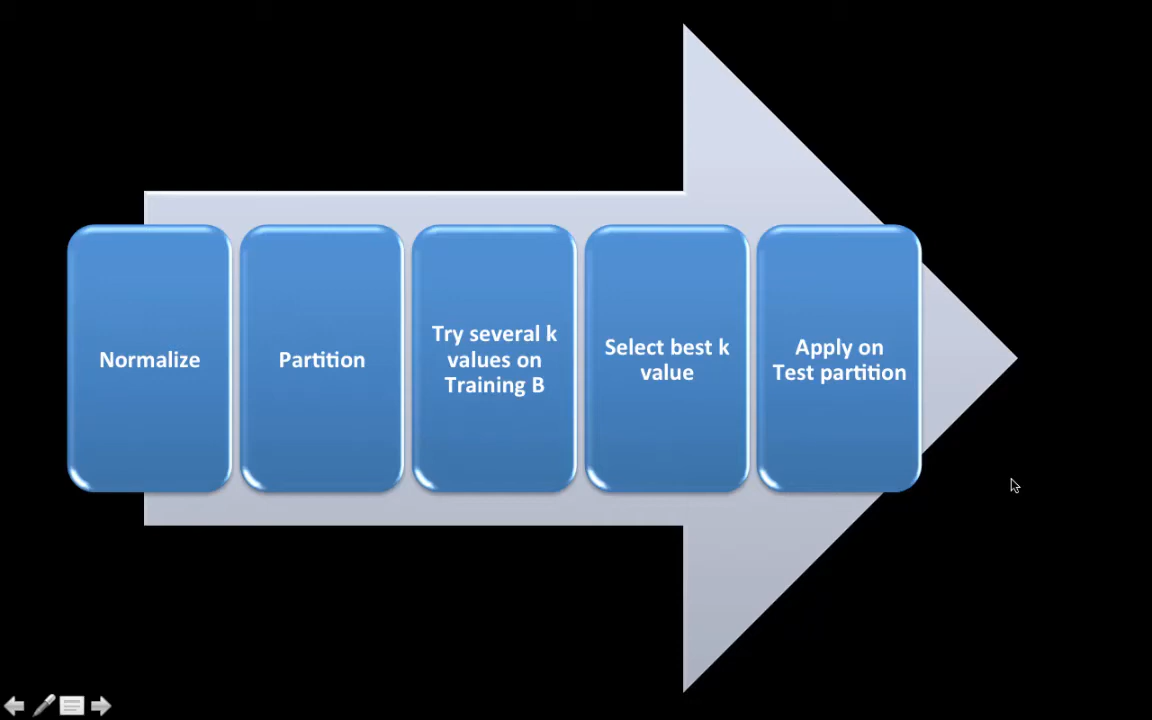 Normalize
Partition
Try several k
values on
Training B
Select best k
value
Apply on
Test partition